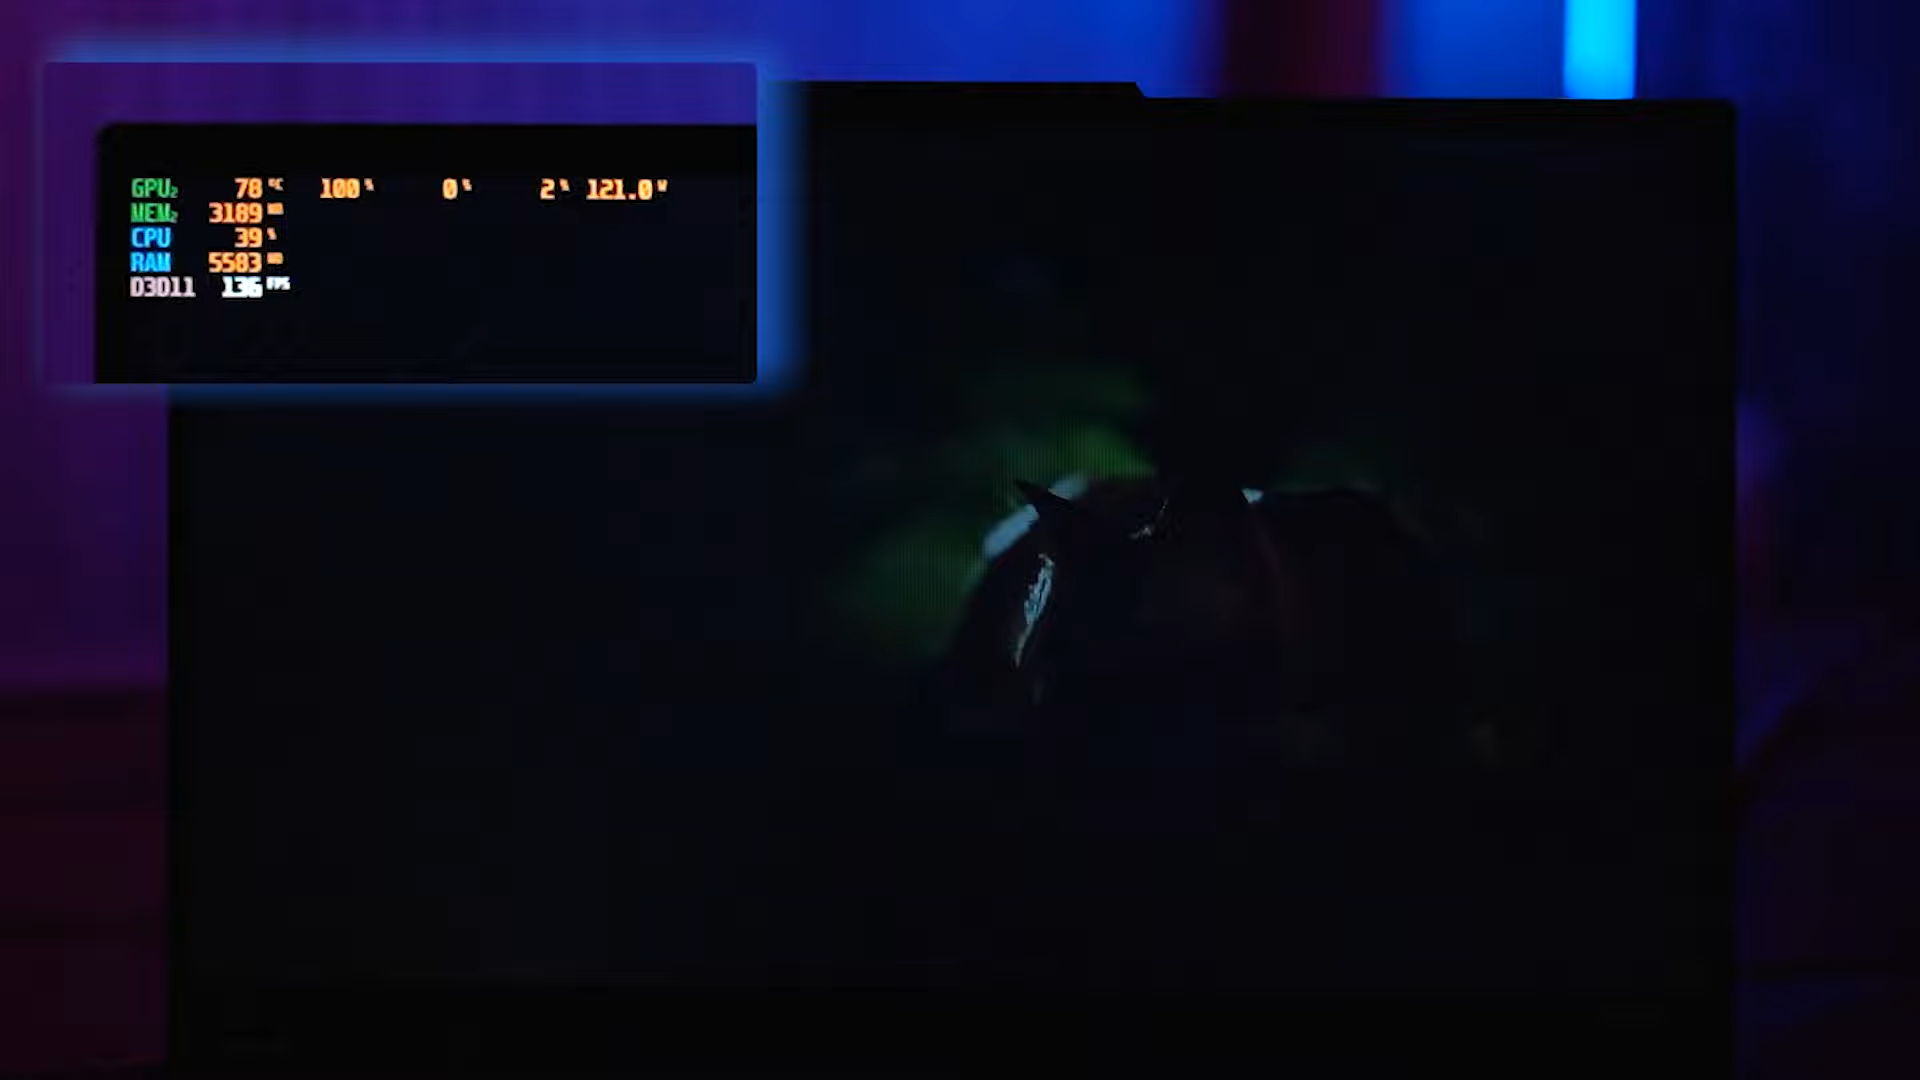 GPU₂ 78 °C 100 % 0 % 2 % 121.0 W
MEM₂ 3189 MB
CPU 39 %
RAM 5583 MB
D3D11 136 FPS